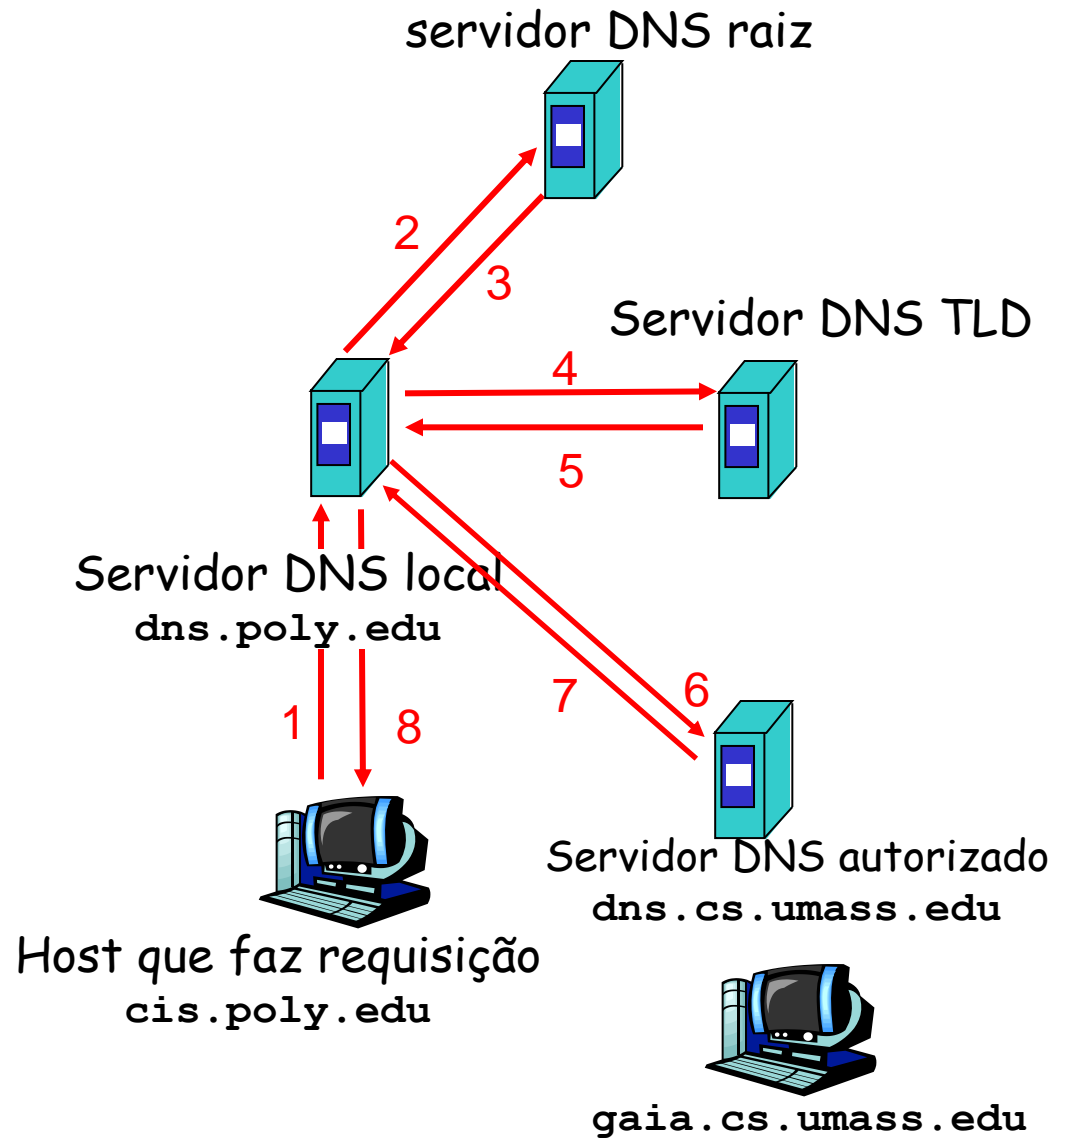 servidor DNS raiz
2
3
Servidor DNS TLD
4
5
Servidor DNS local
dns.poly.edu
7
6
1
8
Servidor DNS autorizado
dns.cs.umass.edu
Host que faz requisição
cis.poly.edu
gaia.cs.umass.edu